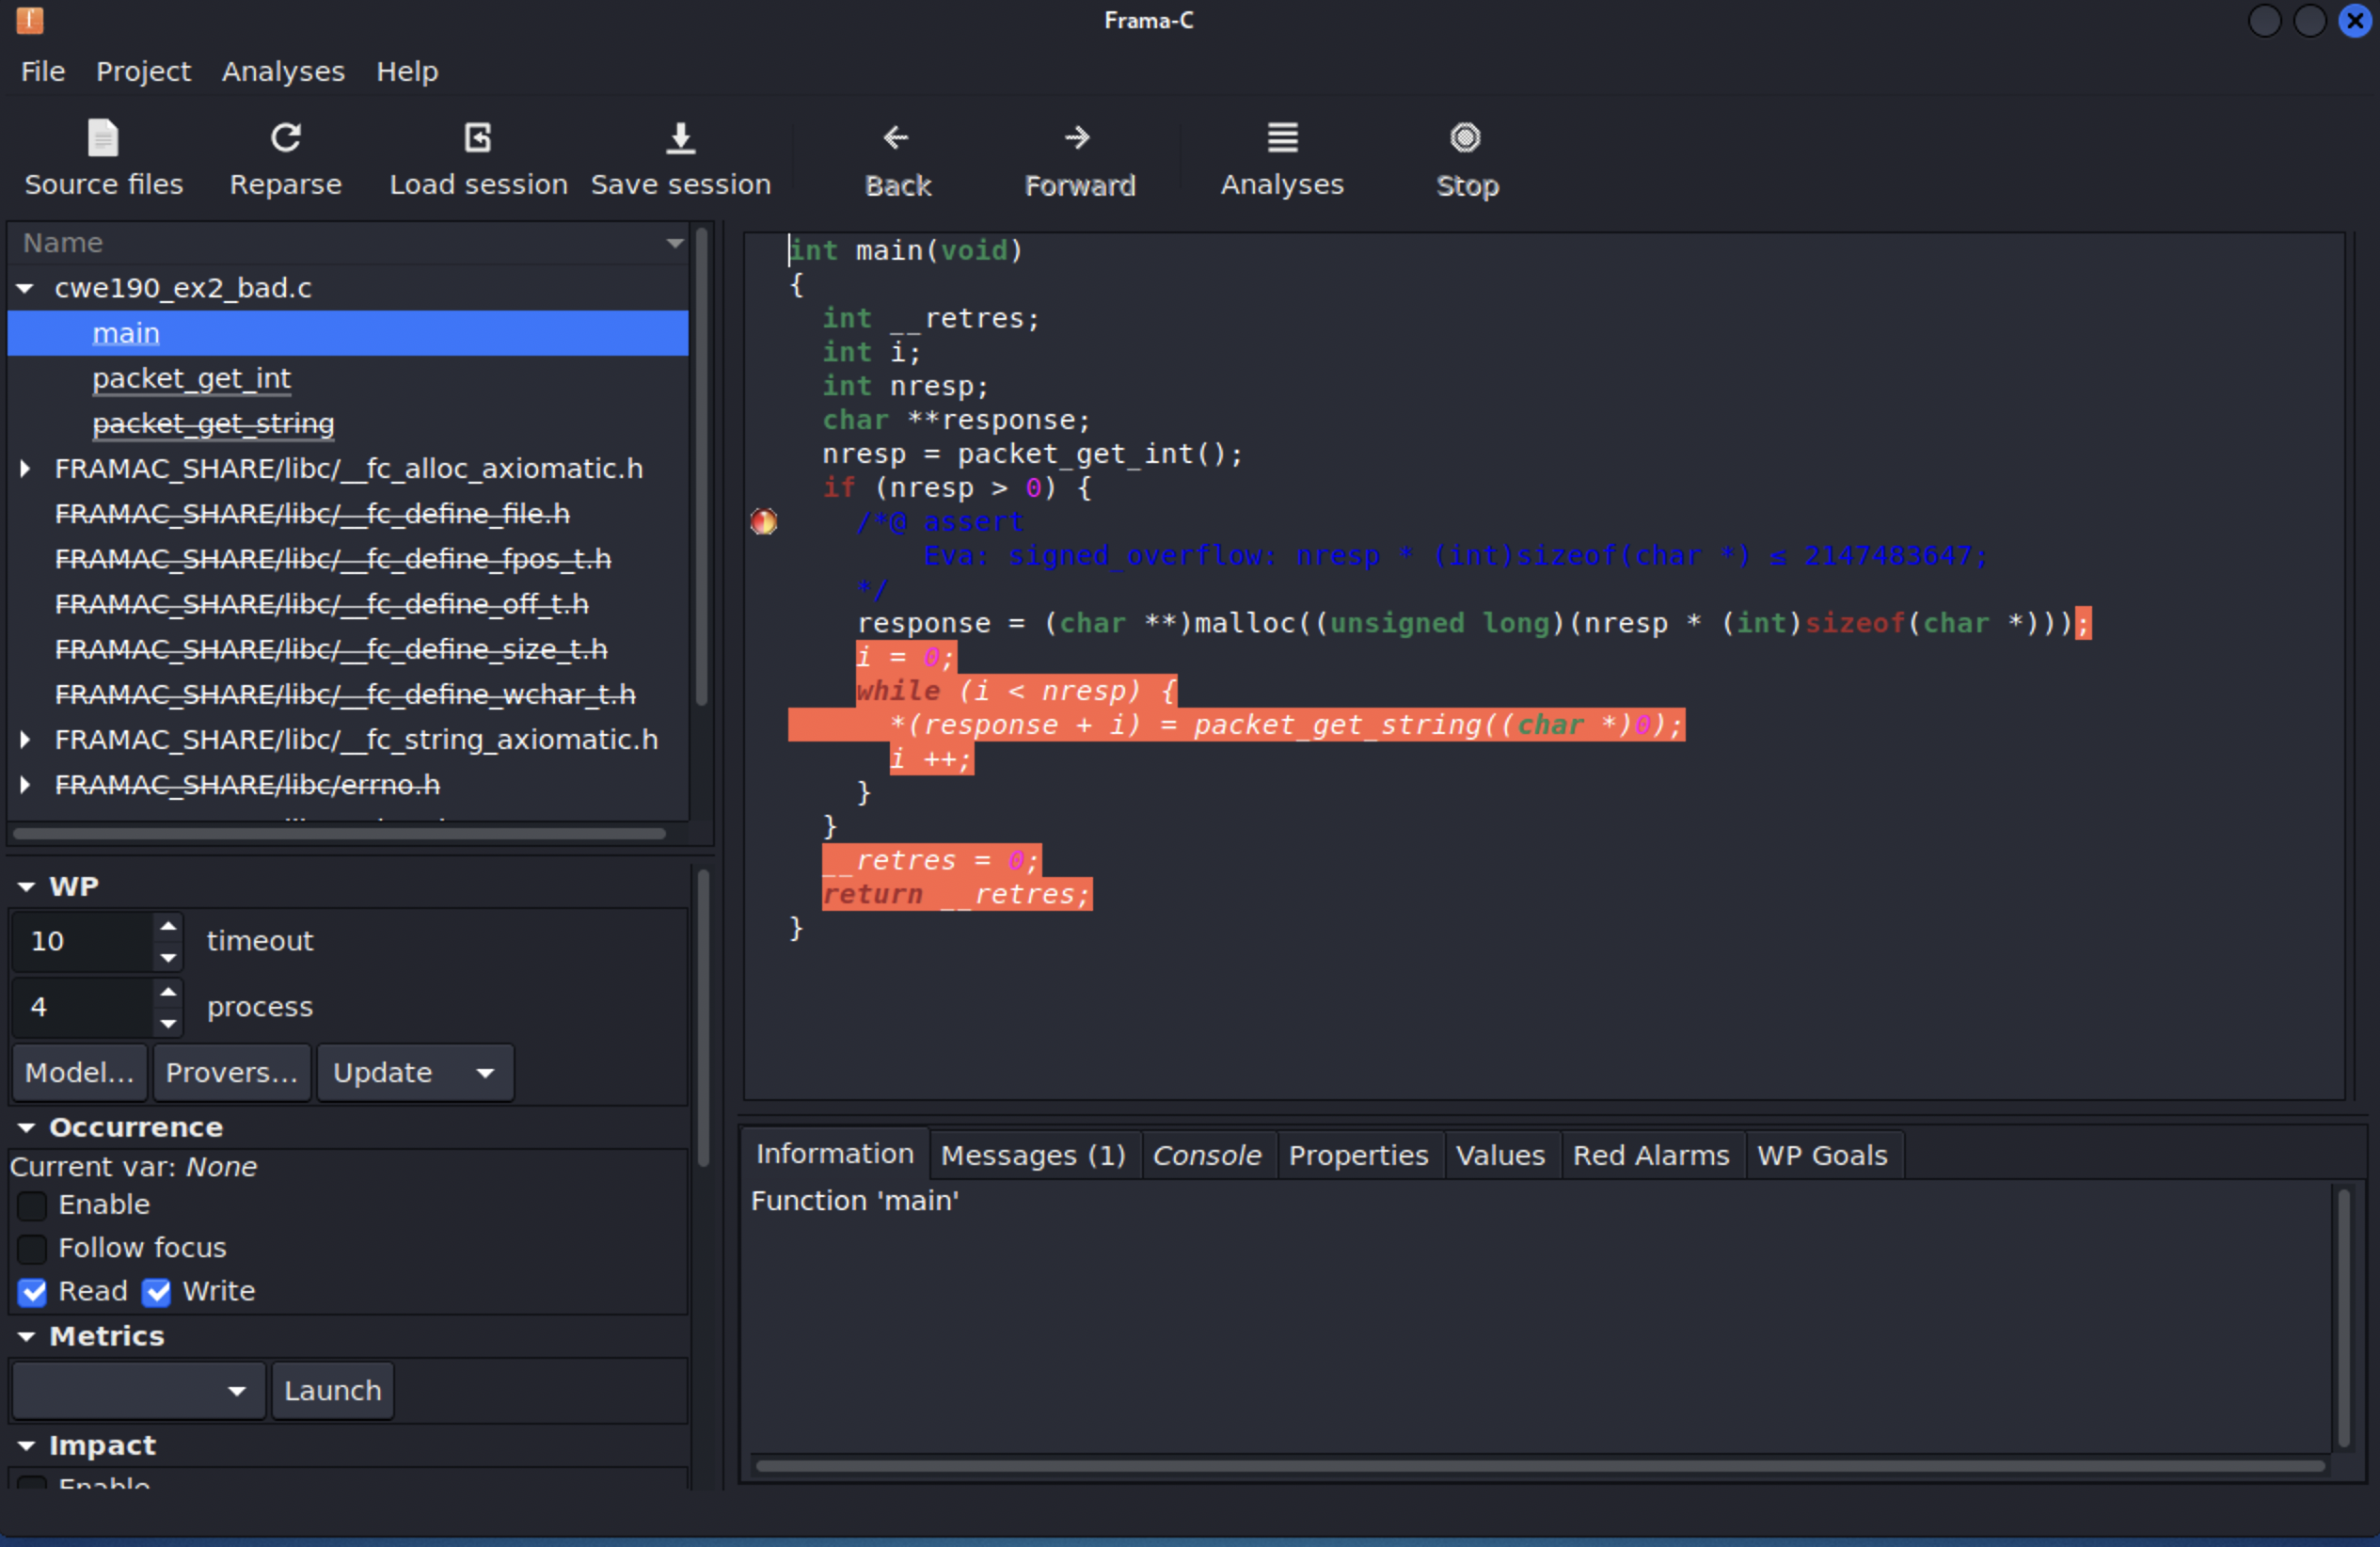 Frama-C
File Project Analyses Help
Source files Reparse Load session Save session Back Forward Analyses Stop
Name
cwe190_ex2_bad.c
main
packet_get_int
packet_get_string
FRAMAC_SHARE/libc/__fc_alloc_axiomatic.h
FRAMAC_SHARE/libc/__fc_define_file.h
FRAMAC_SHARE/libc/__fc_define_fpos_t.h
FRAMAC_SHARE/libc/__fc_define_off_t.h
FRAMAC_SHARE/libc/__fc_define_size_t.h
FRAMAC_SHARE/libc/__fc_define_wchar_t.h
FRAMAC_SHARE/libc/__fc_string_axiomatic.h
FRAMAC_SHARE/libc/errno.h
WP
10 timeout
4 process
Model... Provers... Update
Occurrence
Current var: None
Enable
Follow focus
Read Write
Metrics
Launch
Impact
Enable
int main(void)
{
int __retres;
int i;
int nresp;
char **response;
nresp = packet_get_int();
if (nresp > 0) {
/*@ assert
Eva: signed_overflow: nresp * (int)sizeof(char *) ≤ 2147483647;
*/
response = (char **)malloc((unsigned long)(nresp * (int)sizeof(char *)));
i = 0;
while (i < nresp) {
*(response + i) = packet_get_string((char *)0);
i ++;
}
}
__retres = 0;
return __retres;
}
Information Messages (1) Console Properties Values Red Alarms WP Goals
Function 'main'